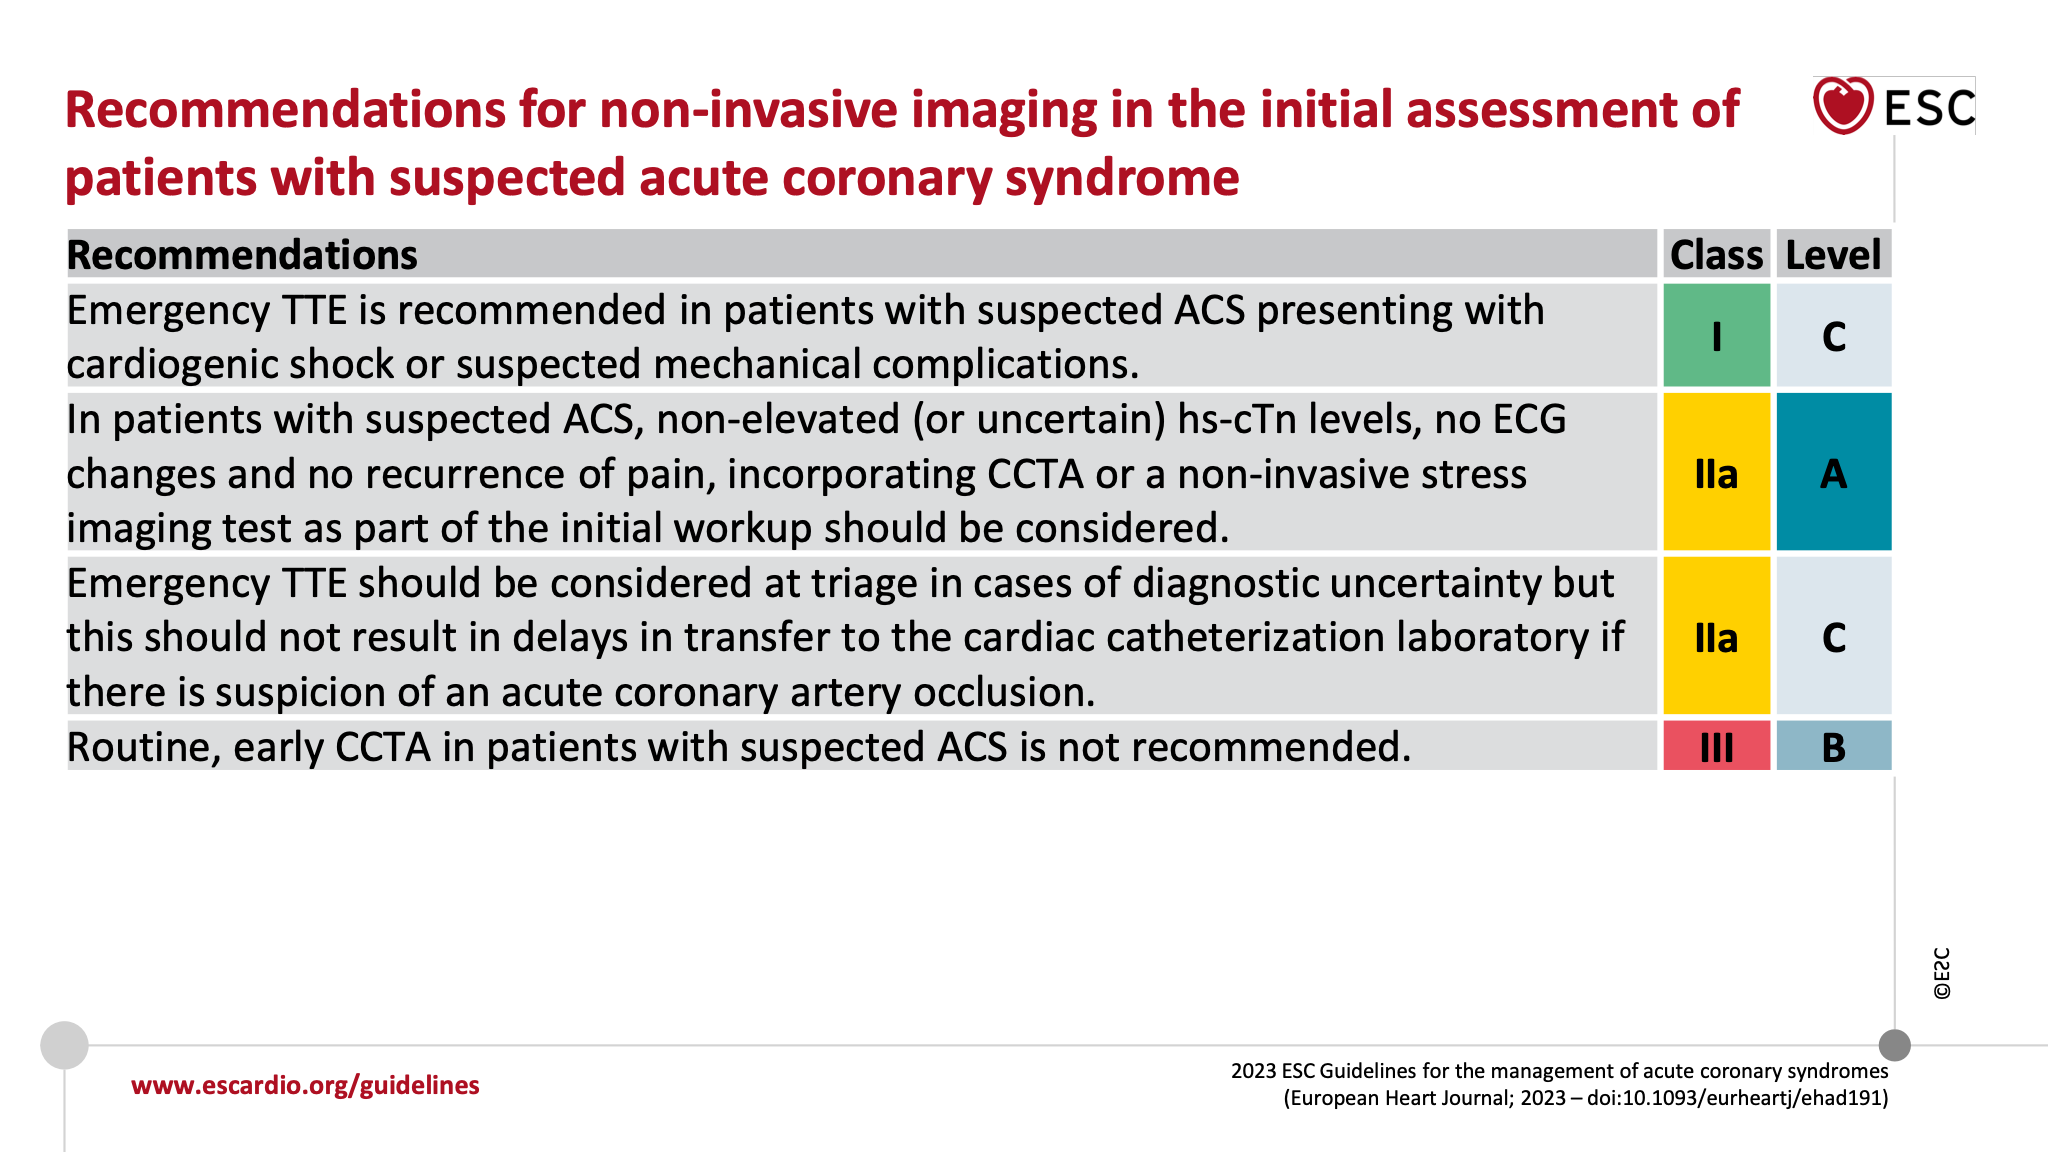 Recommendations for non-invasive imaging in the initial assessment of
patients with suspected acute coronary syndrome
ESC
Recommendations Class Level
Emergency TTE is recommended in patients with suspected ACS presenting with
cardiogenic shock or suspected mechanical complications.
I C
In patients with suspected ACS, non-elevated (or uncertain) hs-cTn levels, no ECG
changes and no recurrence of pain, incorporating CCTA or a non-invasive stress
imaging test as part of the initial workup should be considered.
IIa A
Emergency TTE should be considered at triage in cases of diagnostic uncertainty but
this should not result in delays in transfer to the cardiac catheterization laboratory if
there is suspicion of an acute coronary artery occlusion.
IIa C
Routine, early CCTA in patients with suspected ACS is not recommended. III B
©ESC
www.escardio.org/guidelines
2023 ESC Guidelines for the management of acute coronary syndromes
(European Heart Journal; 2023 – doi:10.1093/eurheartj/ehad191)